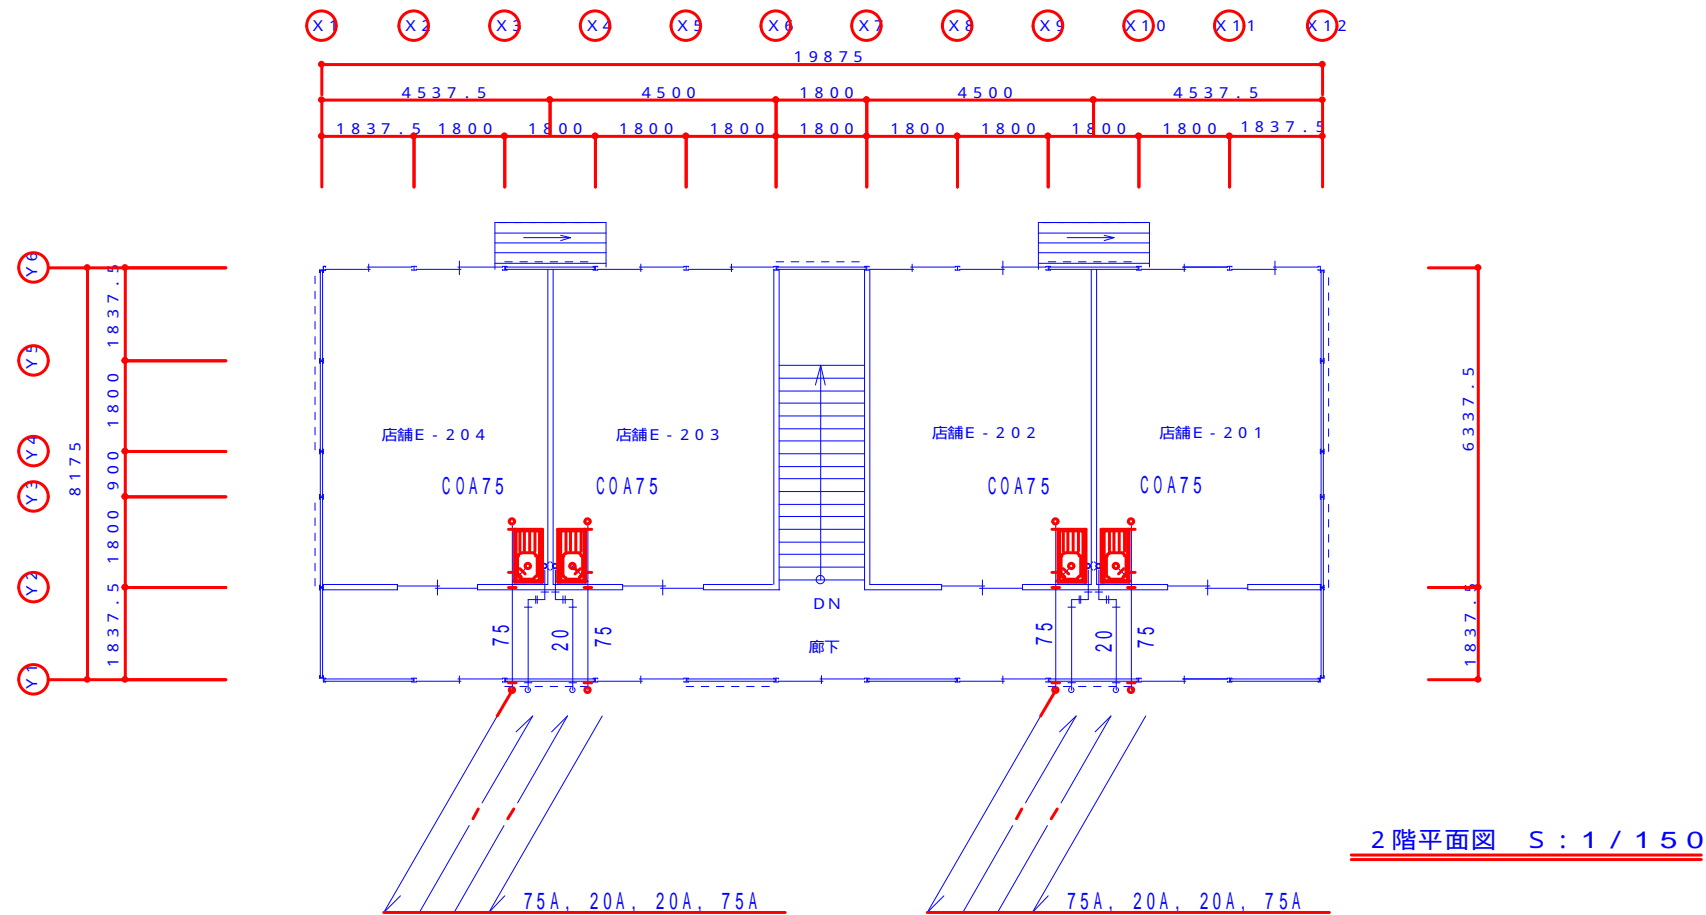 X1 X2 X3 X4 X5 X6 X7 X8 X9 X10 X11 X12
19875
4537.5 4500 1800 4500 4537.5
1837.5 1800 1800 1800 1800 1800 1800 1800 1800 1800 1837.5
Y6
Y5
Y4
Y3
Y2
Y1
8175
1837.5
1800
900
1800
1837.5
6337.5
1837.5
店舗E-204 店舗E-203 店舗E-202 店舗E-201
COA75 COA75 COA75 COA75
DN
廊下
75 20 75 75 20 75
2階平面図 S:1/150
75A, 20A, 20A, 75A 75A, 20A, 20A, 75A